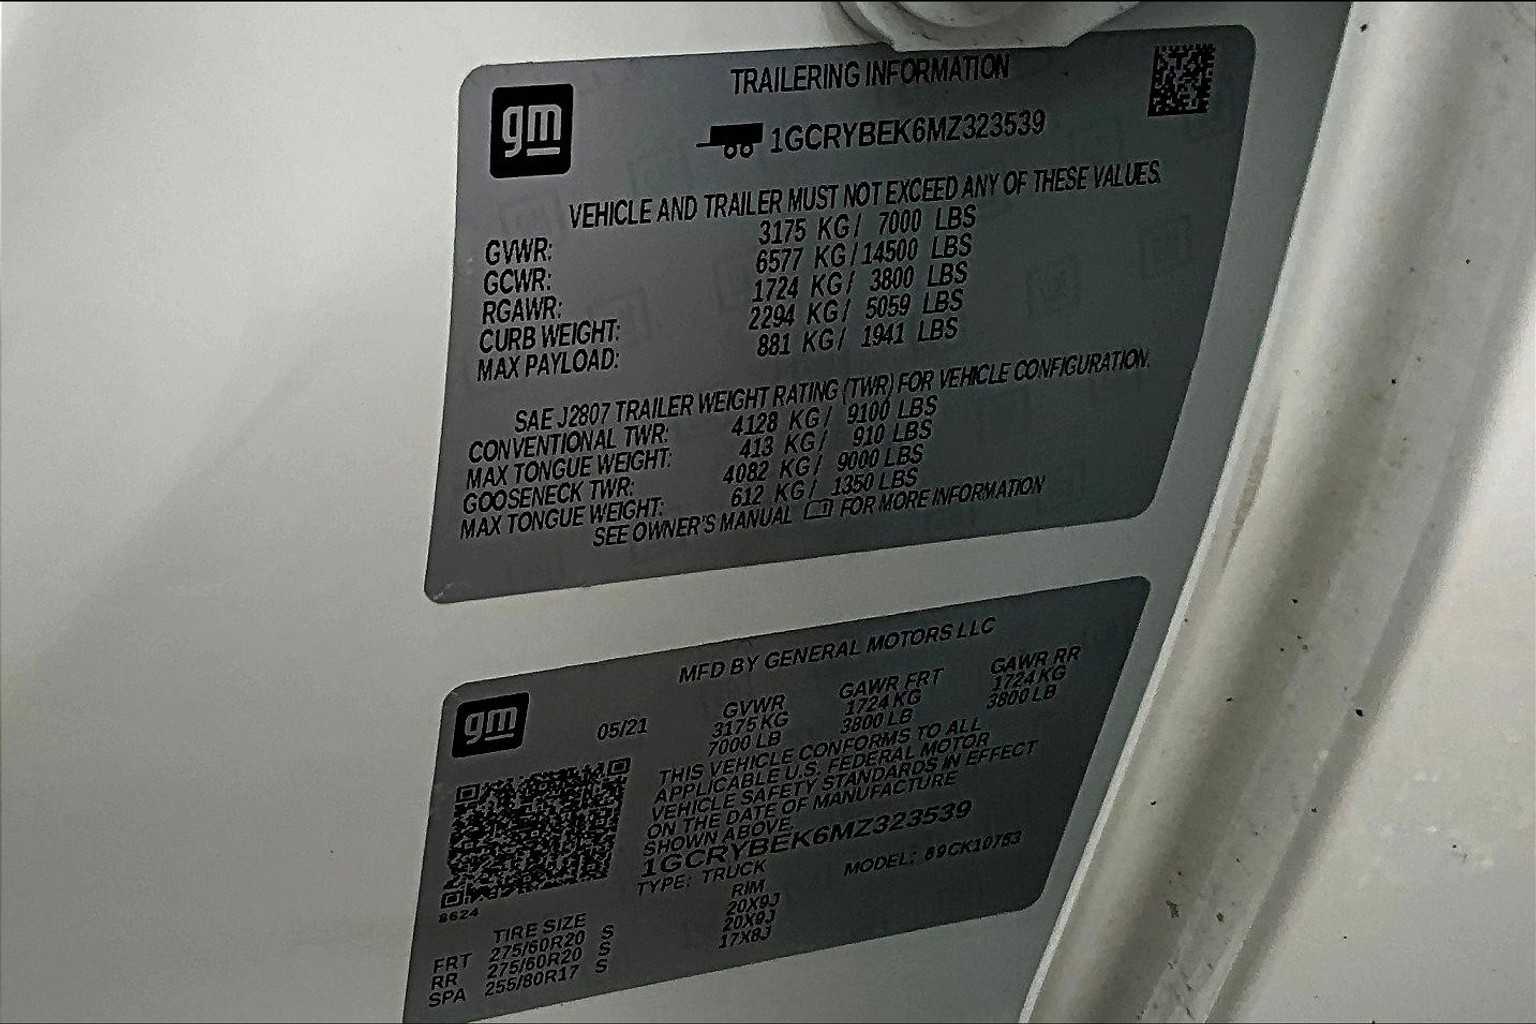 gm
TRAILERING INFORMATION
1GCRYBEK6MZ323539
VEHICLE AND TRAILER MUST NOT EXCEED ANY OF THESE VALUES.
GVWR: 3175 KG / 7000 LBS
GCWR: 6577 KG / 14500 LBS
RGAWR: 1724 KG / 3800 LBS
CURB WEIGHT: 2294 KG / 5059 LBS
MAX PAYLOAD: 881 KG / 1941 LBS
SAE J2807 TRAILER WEIGHT RATING (TWR) FOR VEHICLE CONFIGURATION.
CONVENTIONAL TWR: 4128 KG / 9100 LBS
MAX TONGUE WEIGHT: 413 KG / 910 LBS
GOOSENECK TWR: 4082 KG / 9000 LBS
MAX TONGUE WEIGHT: 612 KG / 1350 LBS
SEE OWNER'S MANUAL FOR MORE INFORMATION
gm
MFD BY GENERAL MOTORS LLC
05/21 GVWR GAWR FRT GAWR RR
3175 KG 1724 KG 1724 KG
7000 LB 3800 LB 3800 LB
THIS VEHICLE CONFORMS TO ALL
APPLICABLE U.S. FEDERAL MOTOR
VEHICLE SAFETY STANDARDS IN EFFECT
ON THE DATE OF MANUFACTURE
SHOWN ABOVE.
1GCRYBEK6MZ323539
TYPE: TRUCK MODEL:
8624
TIRE SIZE RIM
FRT 275/60R20 S 20X9J
RR 275/60R20 S 20X9J
SPA 255/80R17 S 17X8J